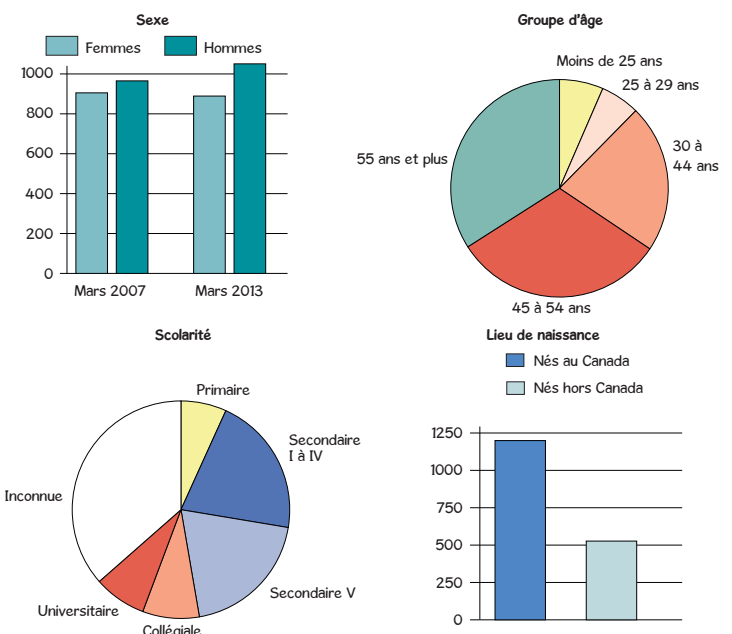 Sexe
Femmes
Hommes
1000
800
600
400
200
0
Mars 2007
Mars 2013
Groupe d'âge
Moins de 25 ans
25 à 29 ans
30 à
44 ans
55 ans et plus
45 à 54 ans
Scolarité
Primaire
Secondaire
I à IV
Inconnue
Secondaire V
Universitaire
Collégiale
Lieu de naissance
Nés au Canada
Nés hors Canada
1250
1000
750
500
250
0